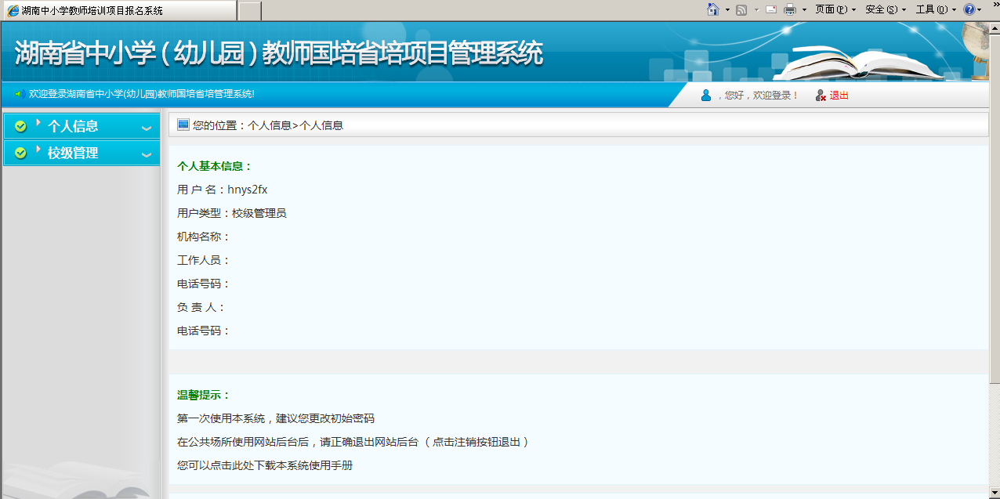 湖南中小学教师培训项目报名系统
页面(P) 安全(S) 工具(O)
湖南省中小学（幼儿园）教师国培省培项目管理系统
欢迎登录湖南省中小学(幼儿园)教师国培省培管理系统!
，您好，欢迎登录！ 退出
个人信息
校级管理
您的位置：个人信息>个人信息
个人基本信息：
用 户 名：hnys2fx
用户类型：校级管理员
机构名称：
工作人员：
电话号码：
负 责 人：
电话号码：
温馨提示：
第一次使用本系统，建议您更改初始密码
在公共场所使用网站后台后，请正确退出网站后台 （点击注销按钮退出）
您可以点击此处下载本系统使用手册